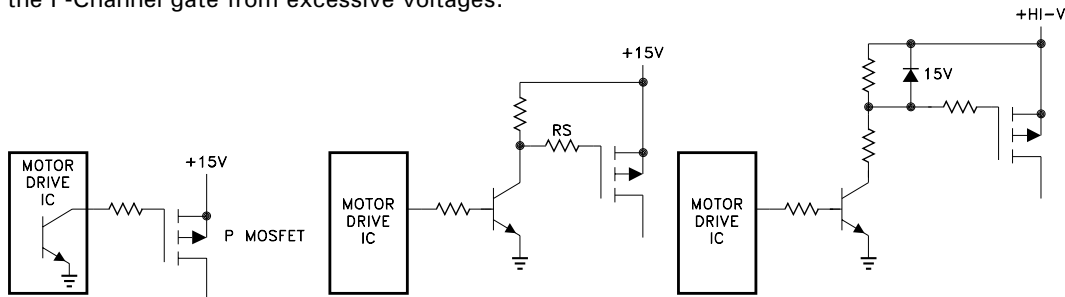 the P-Channel gate from excessive voltages.
+HI-V
+15V
15V
RS
MOTOR
DRIVE
IC
+15V
P MOSFET
MOTOR
DRIVE
IC
MOTOR
DRIVE
IC